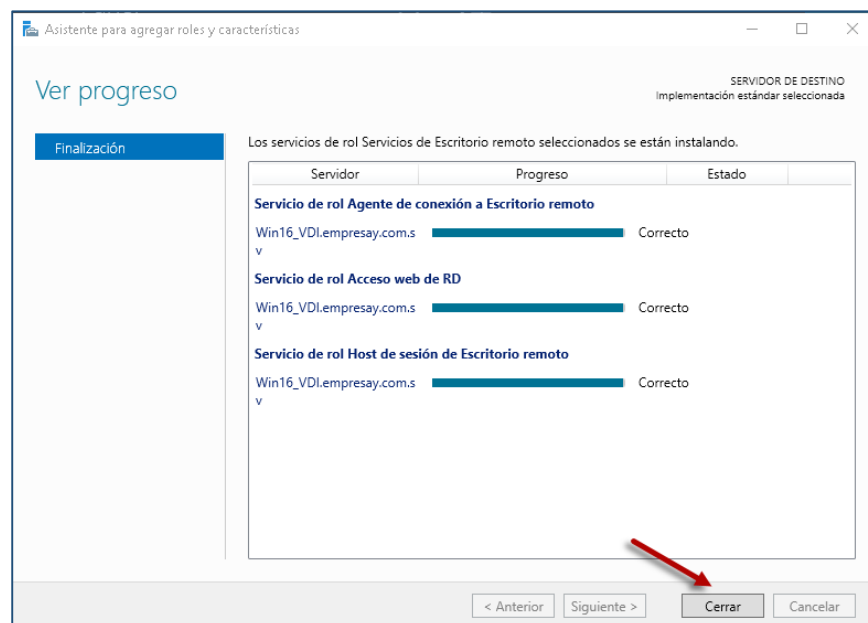 Asistente para agregar roles y características
Ver progreso
SERVIDOR DE DESTINO
Implementación estándar seleccionada
Finalización
Los servicios de rol Servicios de Escritorio remoto seleccionados se están instalando.
Servidor Progreso Estado
Servicio de rol Agente de conexión a Escritorio remoto
Win16_VDI.empresay.com.s Correcto
v
Servicio de rol Acceso web de RD
Win16_VDI.empresay.com.s Correcto
v
Servicio de rol Host de sesión de Escritorio remoto
Win16_VDI.empresay.com.s Correcto
v
< Anterior Siguiente > Cerrar Cancelar